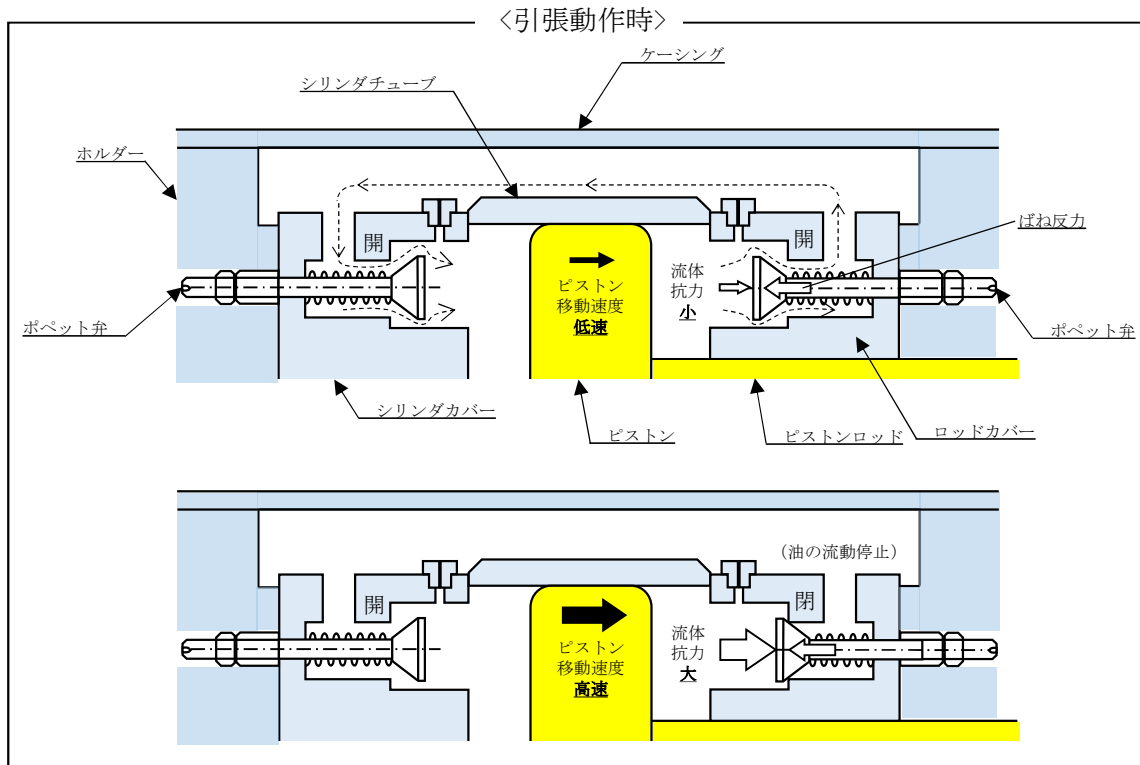 〈引張動作時〉
ケーシング
シリンダチューブ
ホルダー
ばね反力
開
開
ピストン
移動速度
低速
流体
抗力
小
ポペット弁
ポペット弁
シリンダカバー
ピストン
ピストンロッド
ロッドカバー
（油の流動停止）
開
閉
ピストン
移動速度
高速
流体
抗力
大